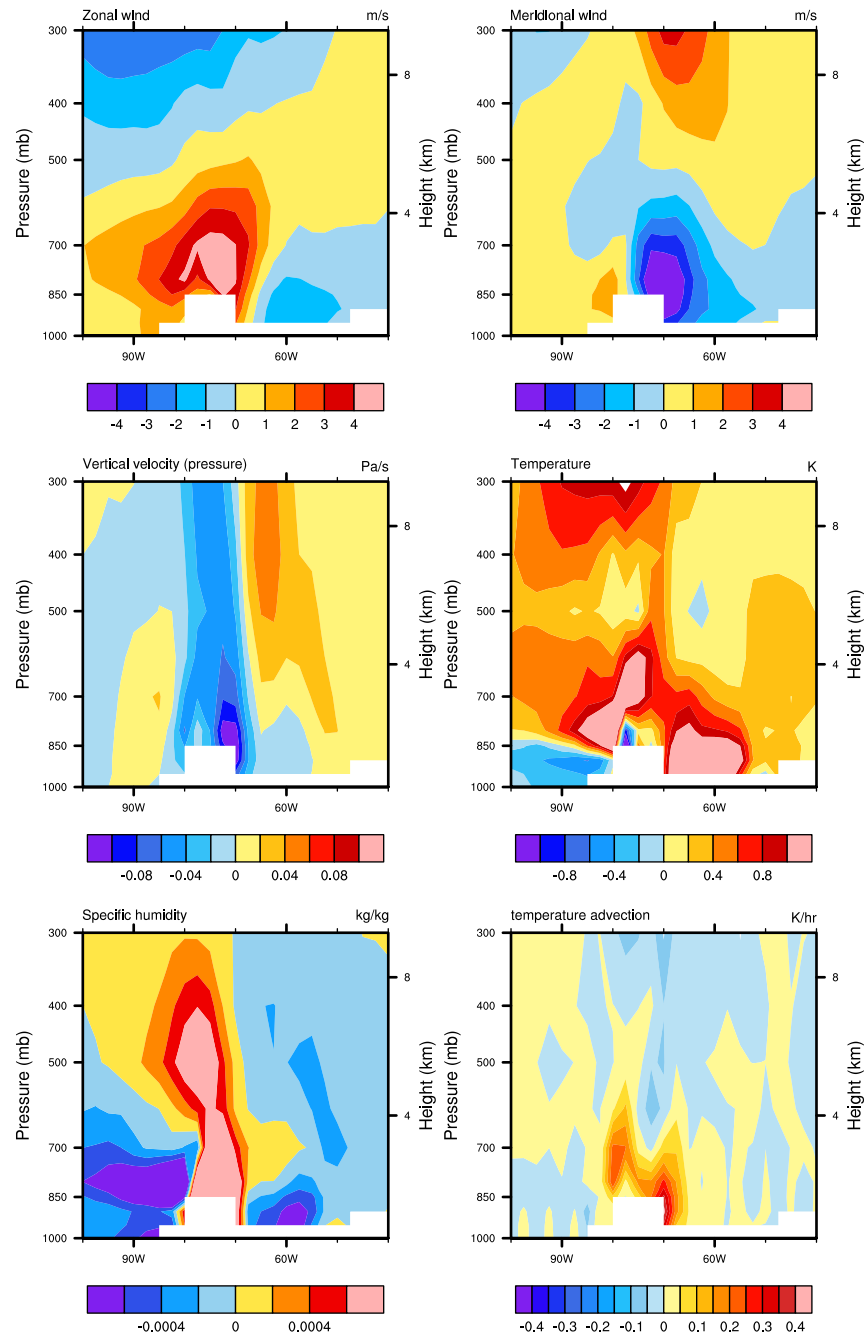 Zonal wind m/s
300
400
500
700
850
1000
Pressure (mb)
8
4
Height (km)
90W 60W
-4 -3 -2 -1 0 1 2 3 4
Meridional wind m/s
300
400
500
700
850
1000
Pressure (mb)
8
4
Height (km)
90W 60W
-4 -3 -2 -1 0 1 2 3 4
Vertical velocity (pressure) Pa/s
300
400
500
700
850
1000
Pressure (mb)
8
4
Height (km)
90W 60W
-0.08 -0.04 0 0.04 0.08
Temperature K
300
400
500
700
850
1000
Pressure (mb)
8
4
Height (km)
90W 60W
-0.8 -0.4 0 0.4 0.8
Specific humidity kg/kg
300
400
500
700
850
1000
Pressure (mb)
8
4
Height (km)
90W 60W
-0.0004 0 0.0004
temperature advection K/hr
300
400
500
700
850
1000
Pressure (mb)
8
4
Height (km)
90W 60W
-0.4 -0.3 -0.2 -0.1 0 0.1 0.2 0.3 0.4